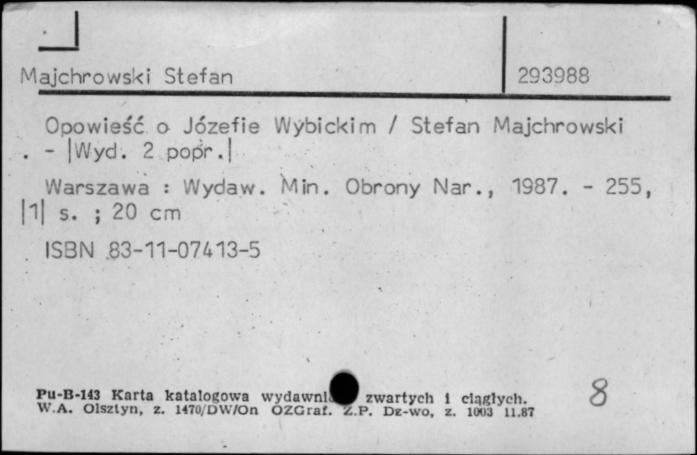 Majchrowski Stefan 293988
Opowieść o Józefie Wybickim / Stefan Majchrowski
. - |Wyd. 2 popr.|
Warszawa : Wydaw. Min. Obrony Nar., 1987. - 255,
|1| s. ; 20 cm
ISBN 83-11-07413-5
Pu-B-143 Karta katalogowa zwartych i ciągłych. 8
W.A. Olsztyn, z. 1470/DW/On OZGraf. Z.P. Dz-wo, z. 1003 11.87